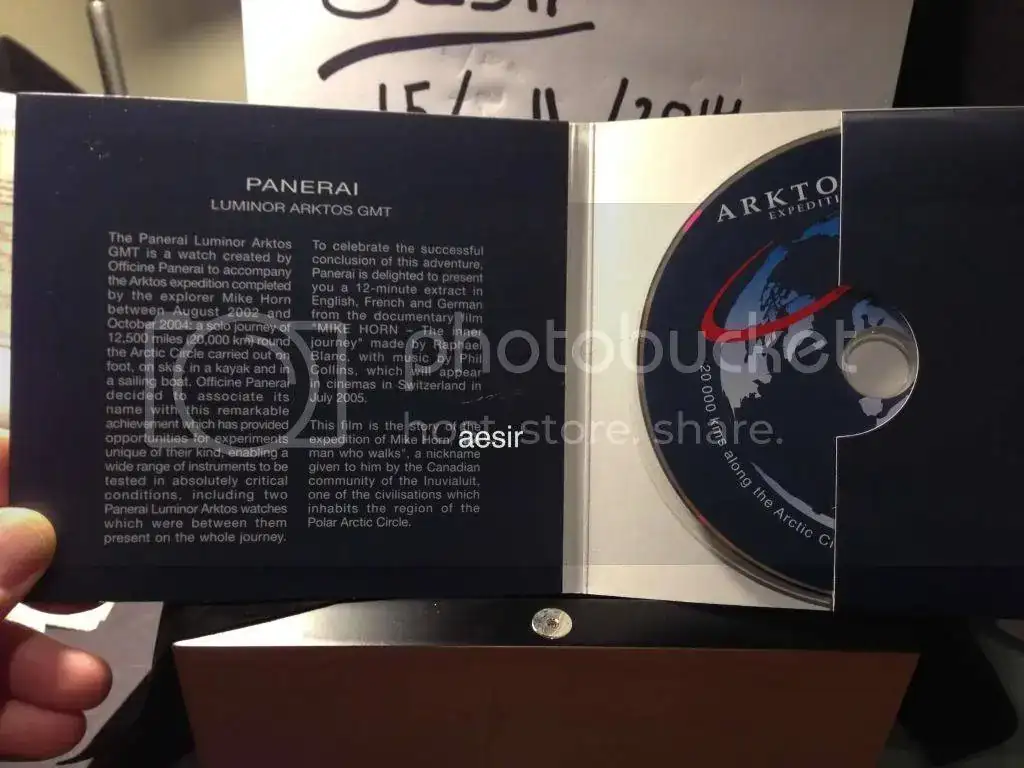 aesir
15/11/2014
PANERAI
LUMINOR ARKTOS GMT
The Panerai Luminor Arktos
GMT is a watch created by
Officine Panerai to accompany
the Arktos expedition completed
by the explorer Mike Horn
between August 2002 and
October 2004: a solo journey of
12,500 miles (20,000 km) round
the Arctic Circle carried out on
foot, on skis, in a kayak and in
a sailing boat. Officine Panerai
decided to associate its
name with this remarkable
achievement which has provided
opportunities for experiments
unique of their kind, enabling a
wide range of instruments to be
tested in absolutely critical
conditions, including two
Panerai Luminor Arktos watches
which were between them
present on the whole journey.
To celebrate the successful
conclusion of this adventure,
Panerai is delighted to present
you a 12-minute extract in
English, French and German
from the documentary film
"MIKE HORN - The Inner
journey" made by Raphael
Blanc, with music by Phil
Collins, which will appear
in cinemas in Switzerland in
July 2005.
This film is the story of the
expedition of Mike Horn "the
man who walks", a nickname
given to him by the Canadian
community of the Inuvialuit,
one of the civilisations which
inhabits the region of the
Polar Arctic Circle.
ARKTO
EXPEDITI
20 000 kms along the Arctic Ci
photobucket
host. store. share.
aesir